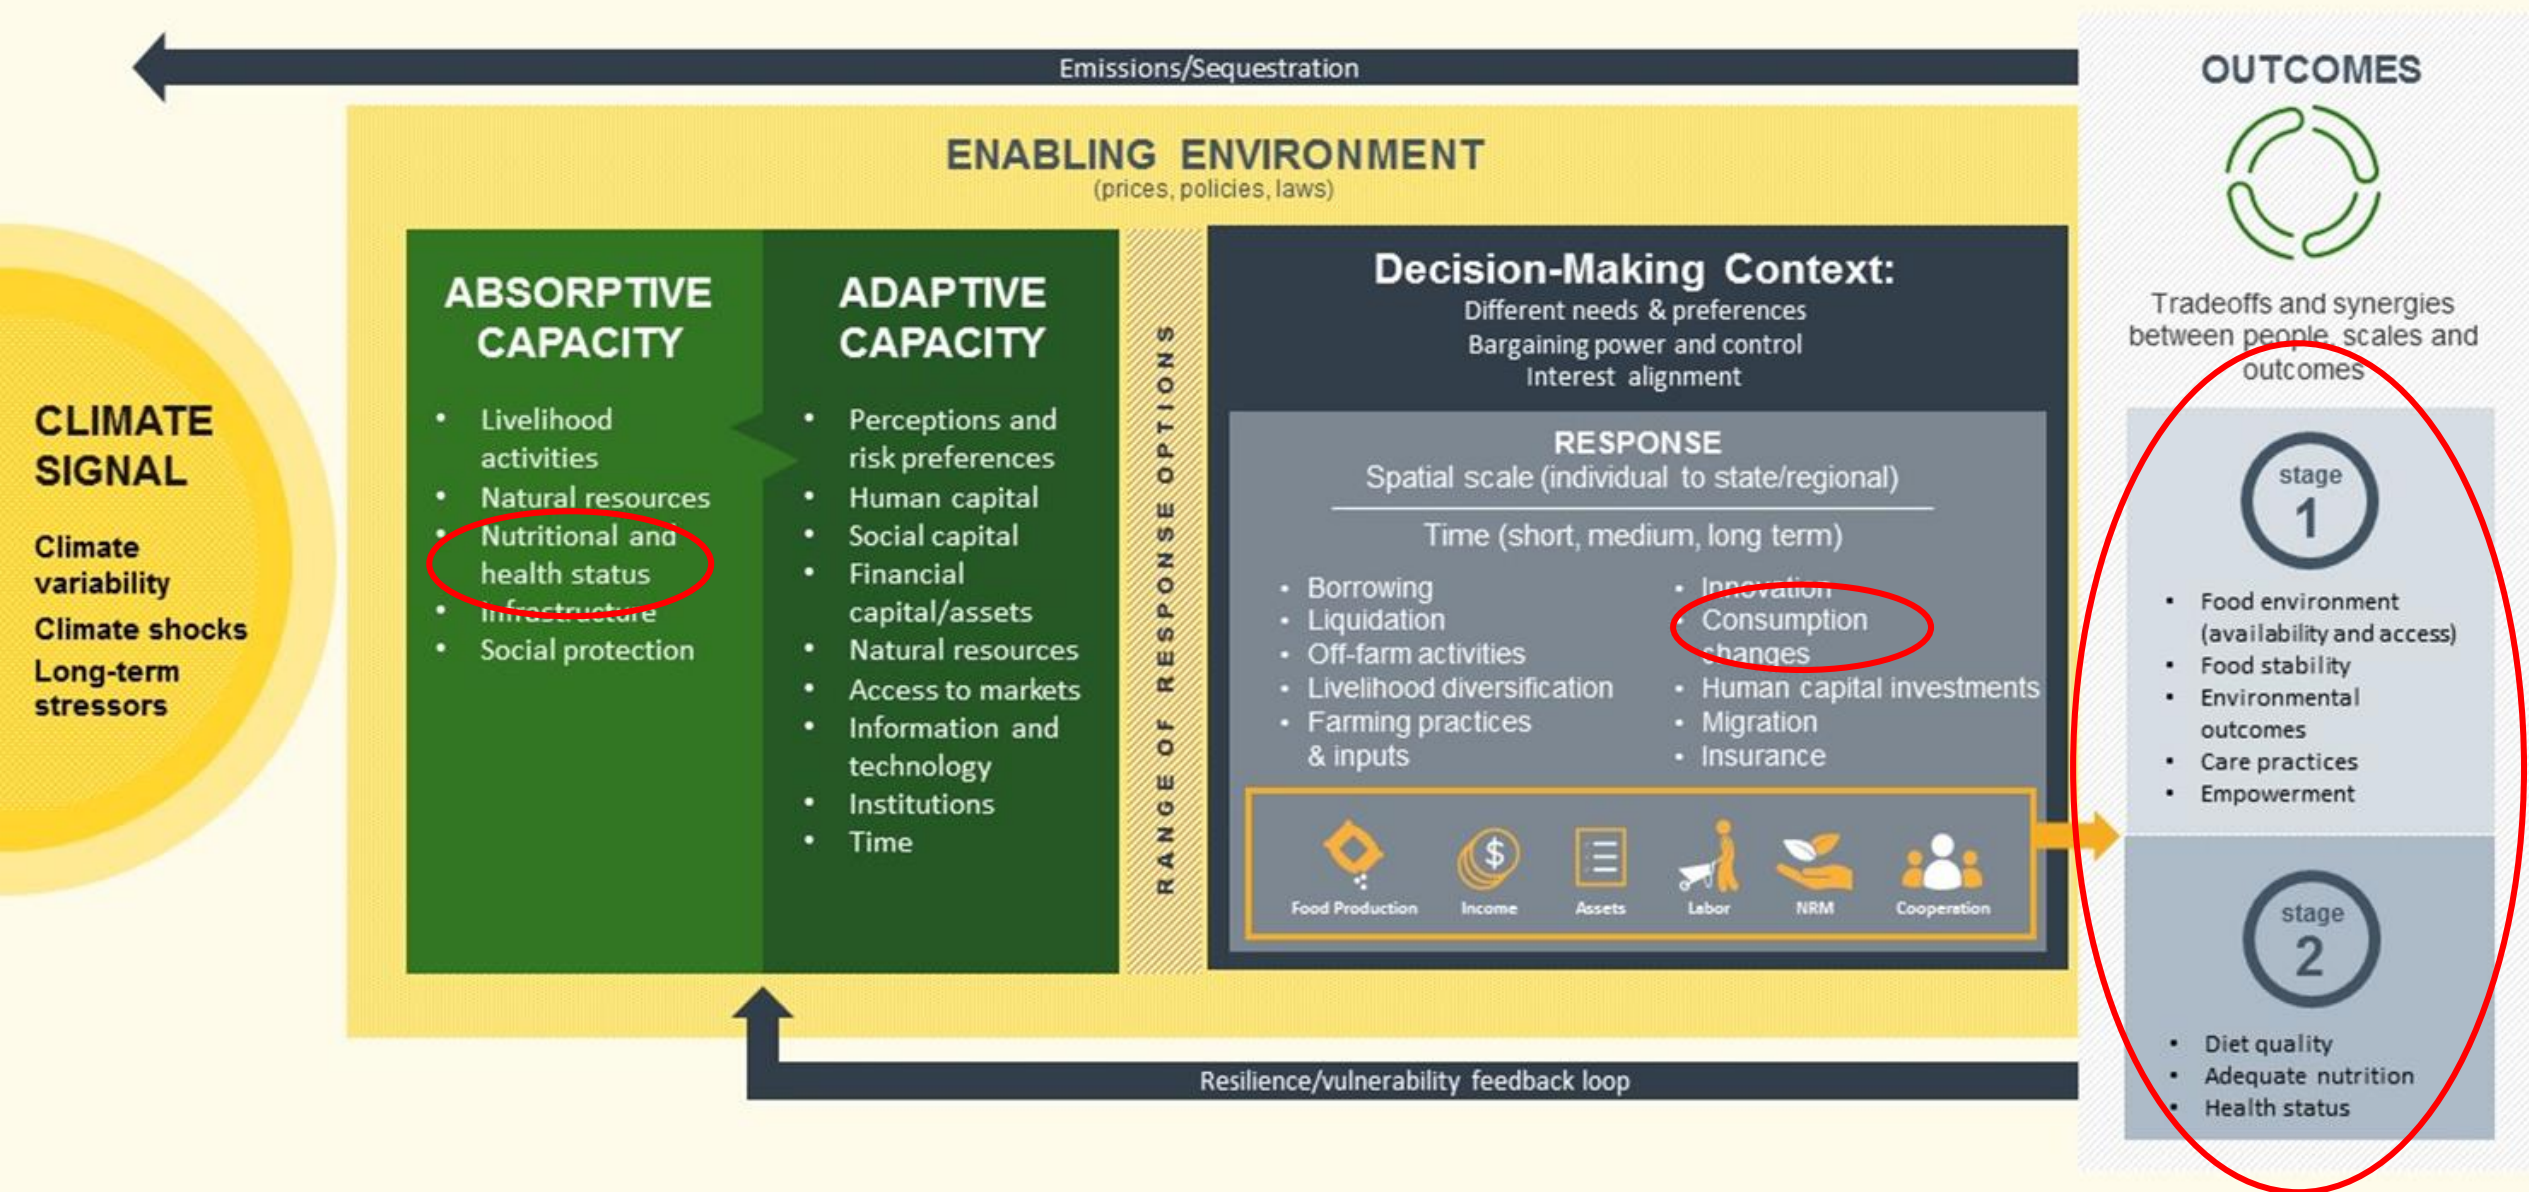 Emissions/Sequestration
OUTCOMES
ENABLING ENVIRONMENT
(prices, policies, laws)
CLIMATE
SIGNAL
Climate
variability
Climate shocks
Long-term
stressors
ABSORPTIVE
CAPACITY
• Livelihood
activities
• Natural resources
• Nutritional and
health status
• Infrastructure
• Social protection
ADAPTIVE
CAPACITY
• Perceptions and
risk preferences
• Human capital
• Social capital
• Financial
capital/assets
• Natural resources
• Access to markets
• Information and
technology
• Institutions
• Time
RANGE OF RESPONSE OPTIONS
Decision-Making Context:
Different needs & preferences
Bargaining power and control
Interest alignment
RESPONSE
Spatial scale (individual to state/regional)
Time (short, medium, long term)
• Borrowing
• Liquidation
• Off-farm activities
• Livelihood diversification
• Farming practices
& inputs
• Innovation
• Consumption
changes
• Human capital investments
• Migration
• Insurance
$
Food Production
Income
Assets
Labor
NRM
Cooperation
Tradeoffs and synergies
between people, scales and
outcomes
stage
1
• Food environment
(availability and access)
• Food stability
• Environmental
outcomes
• Care practices
• Empowerment
stage
2
• Diet quality
• Adequate nutrition
• Health status
Resilience/vulnerability feedback loop